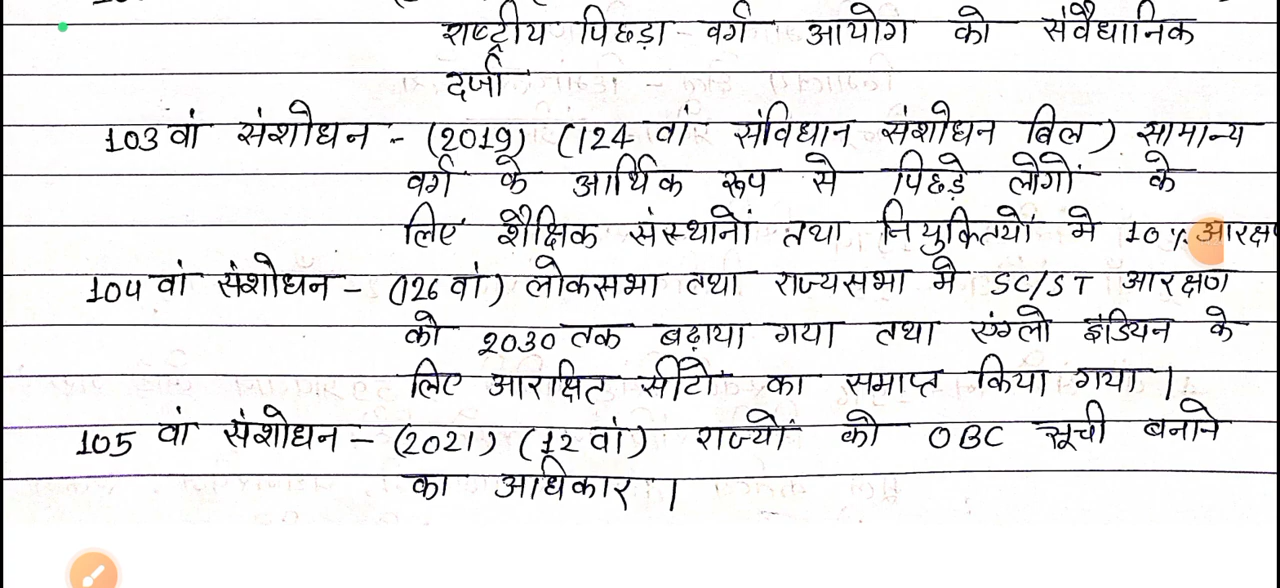 राष्ट्रीय पिछड़ा वर्ग आयोग को संवैधानिक
दर्जा
103 वां संशोधन :- (2019) (124 वां संविधान संशोधन बिल) सामान्य
वर्ग के आर्थिक रूप से पिछड़े लोगों के
लिए शैक्षिक संस्थानों तथा नियुक्तियों मे 10% आरक्षण
104 वां संशोधन - (126 वां) लोकसभा तथा राज्यसभा मे SC/ST आरक्षण
को 2030 तक बढ़ाया गया तथा एंग्लो इंडियन के
लिए आरक्षित सीटों का समाप्त किया गया।
105 वां संशोधन - (2021) (12 वां) राज्यों को OBC सूची बनाने
का अधिकार।